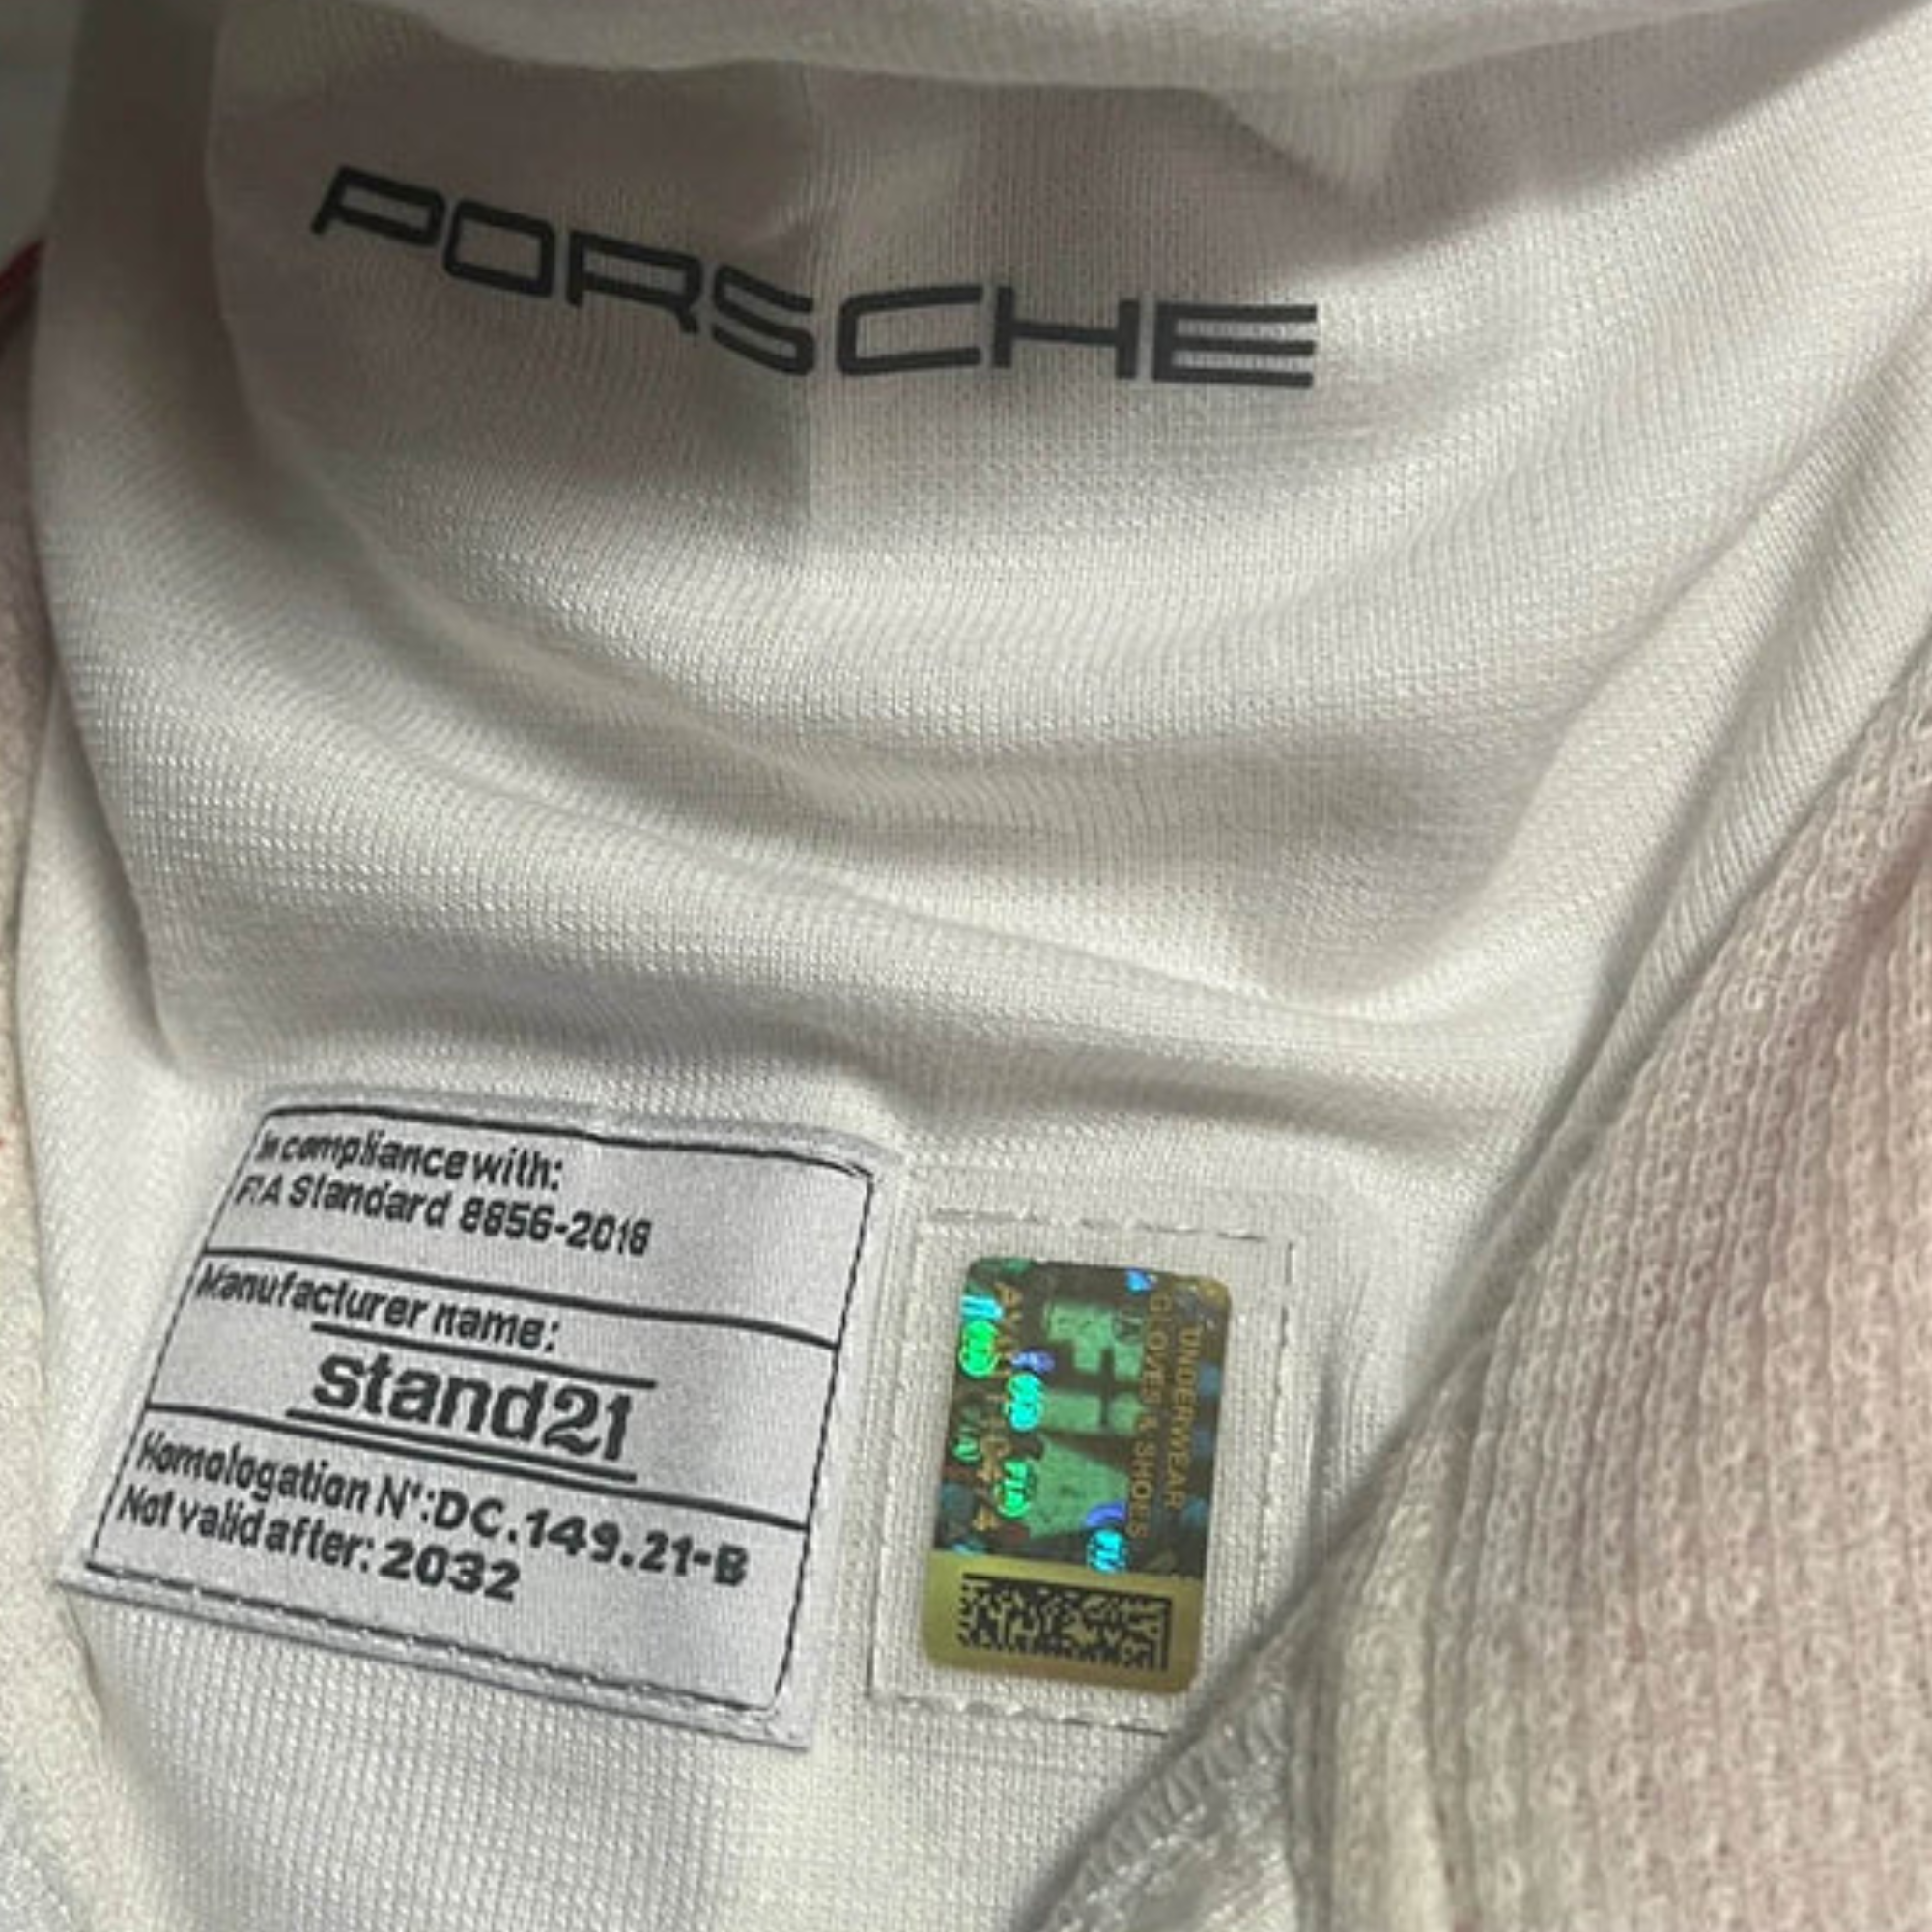 PORSCHE
In compliance with:
FIA Standard 8856-2018
Manufacturer name:
stand21
Homologation N°:DC.149.21-B
Not valid after: 2032
FIA
UNDERWEAR
GLOVES & SHOES